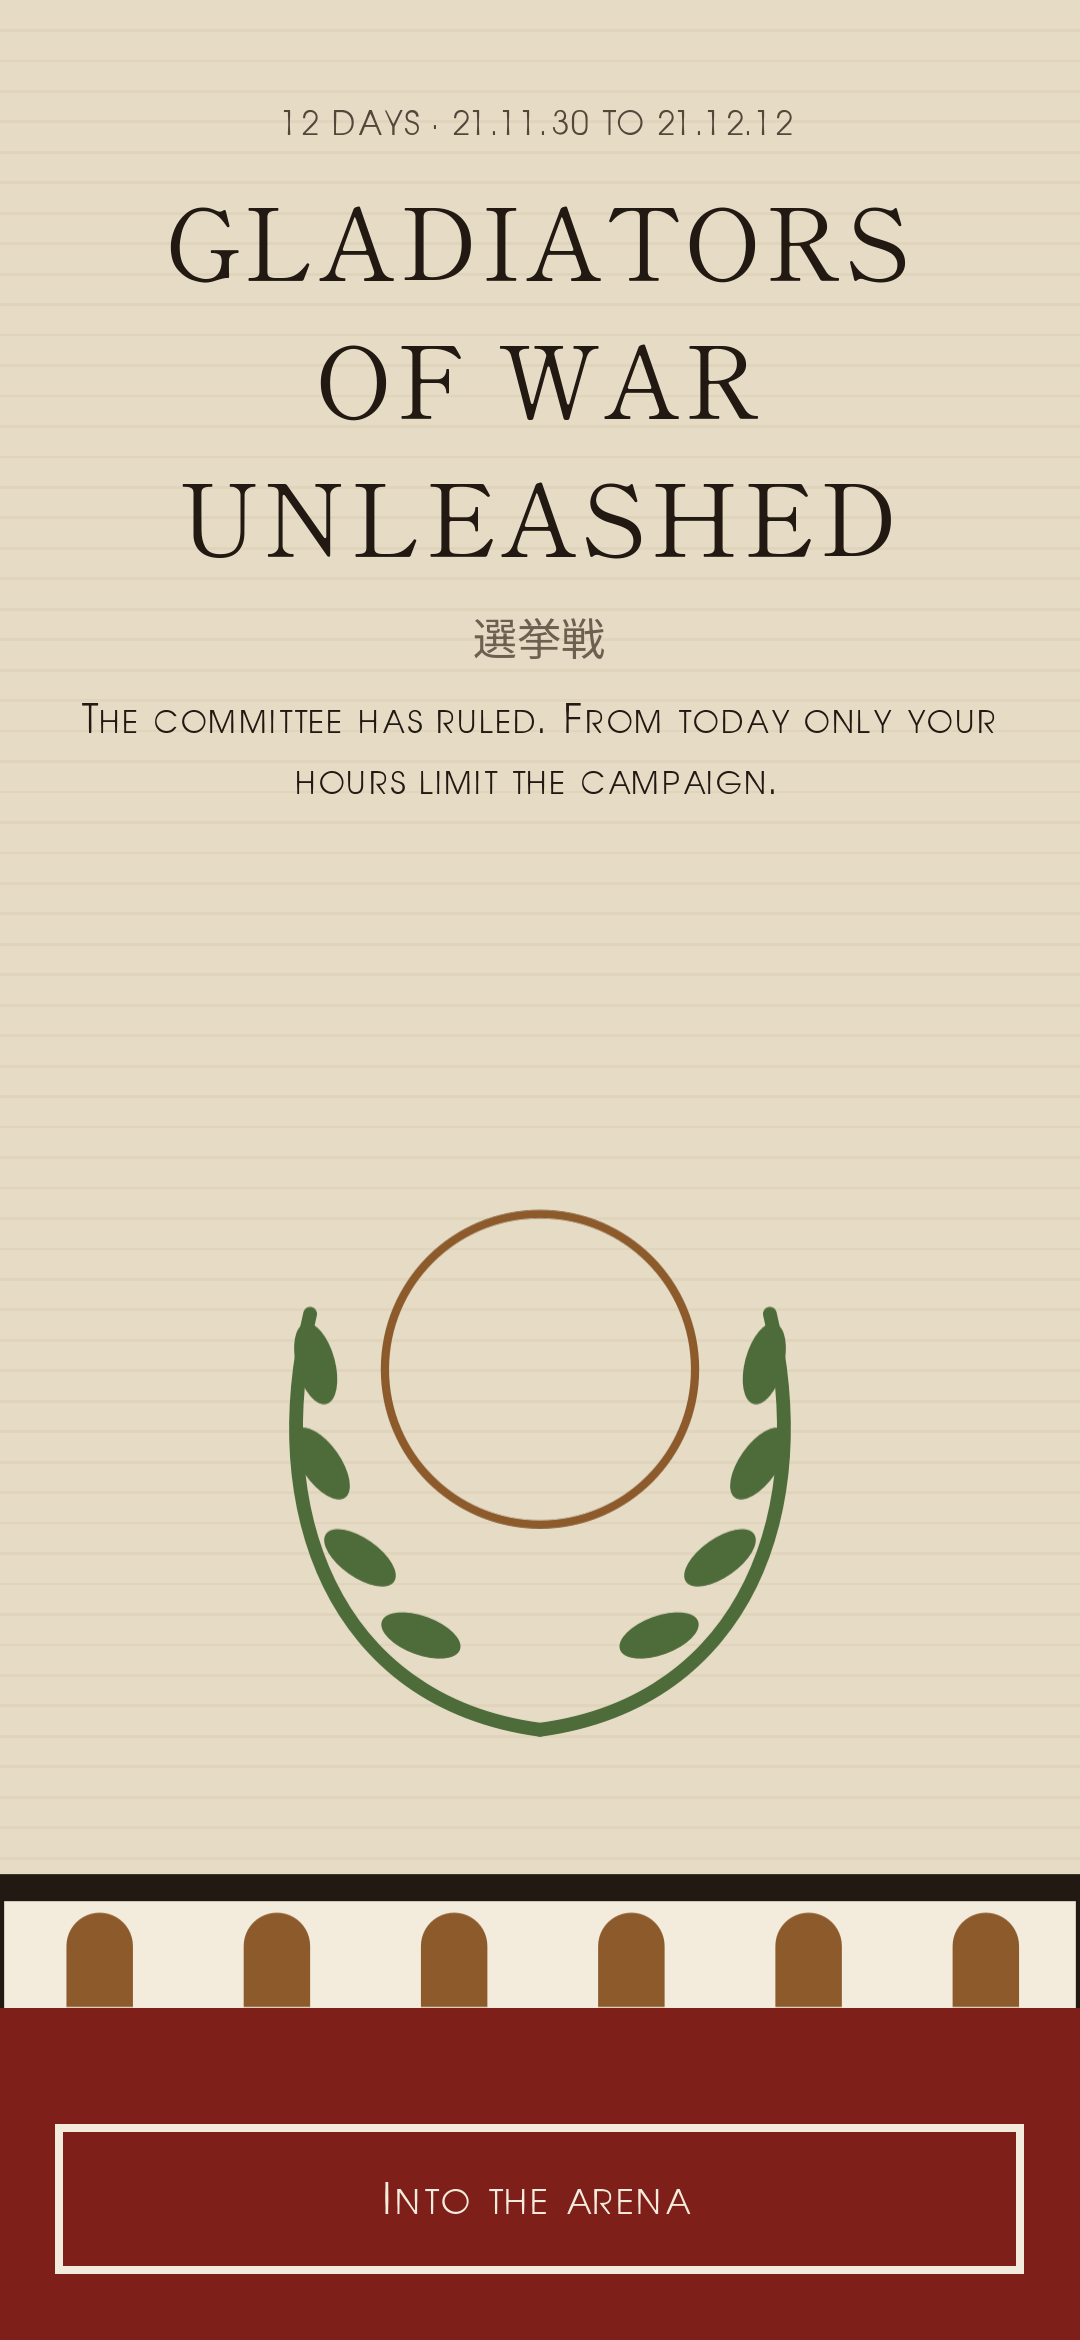 12 DAYS · 21.11.30 TO 21.12.12
GLADIATORS
OF WAR
UNLEASHED
選挙戦
The committee has ruled. From today only your
hours limit the campaign.
Into the arena